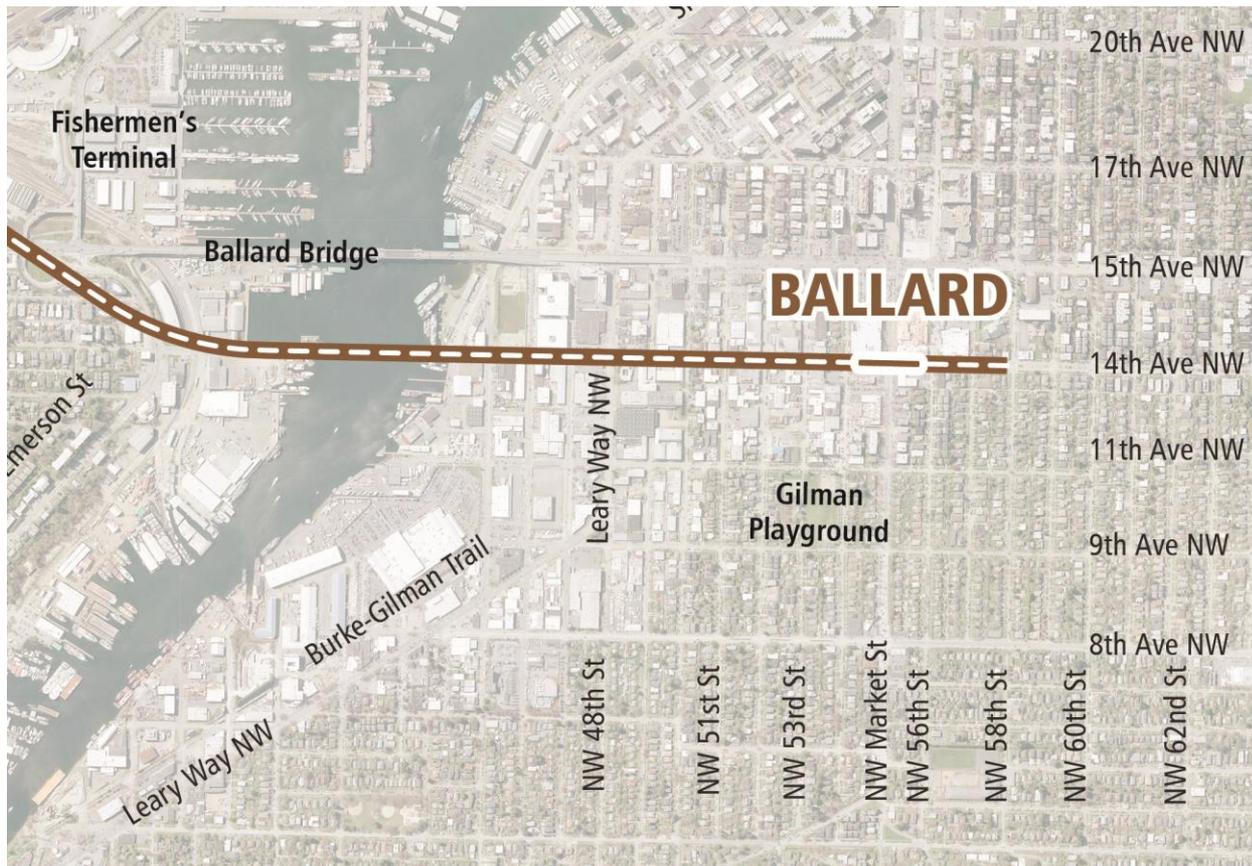 20th Ave NW
Fishermen's
Terminal
17th Ave NW
Ballard Bridge
15th Ave NW
BALLARD
14th Ave NW
Emerson St
Leary Way NW
11th Ave NW
Gilman
Playground
9th Ave NW
Burke-Gilman Trail
8th Ave NW
NW 48th St
NW 51st St
NW 53rd St
NW Market St
NW 56th St
NW 58th St
NW 60th St
NW 62nd St
Leary Way NW